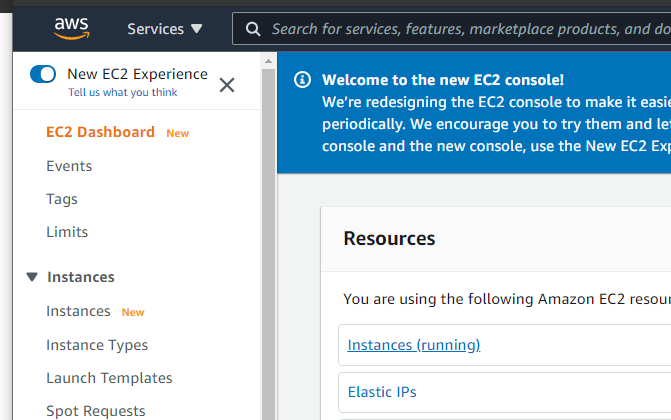 aws
Services
Search for services, features, marketplace products, and do
New EC2 Experience
Tell us what you think
EC2 Dashboard New
Events
Tags
Limits
Instances
Instances New
Instance Types
Launch Templates
Spot Requests
Welcome to the new EC2 console!
We're redesigning the EC2 console to make it easie
periodically. We encourage you to try them and let
console and the new console, use the New EC2 Exp
Resources
You are using the following Amazon EC2 resour
Instances (running)
Elastic IPs